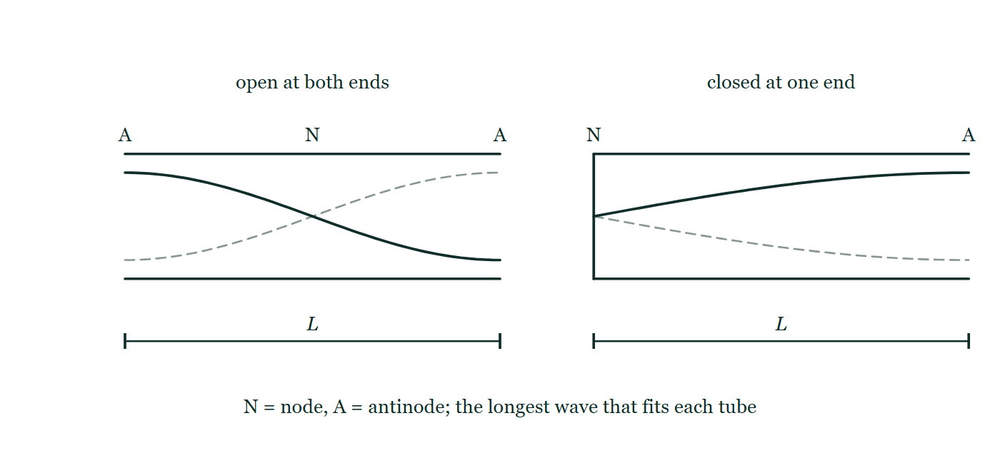 open at both ends
closed at one end
A N A
N A
L
L
N = node, A = antinode; the longest wave that fits each tube